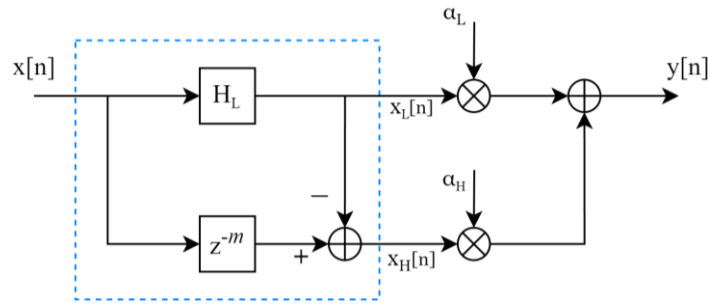 α_L
x[n]
H_L
x_L[n]
y[n]
−
α_H
z^{-m}
+
x_H[n]